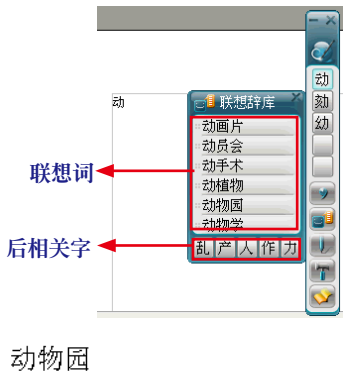 动
联想辞库
动画片
动员会
动手术
动植物
动物园
动物学
乱 产 人 作 力
动
劾
幼
联想词
后相关字
动物园